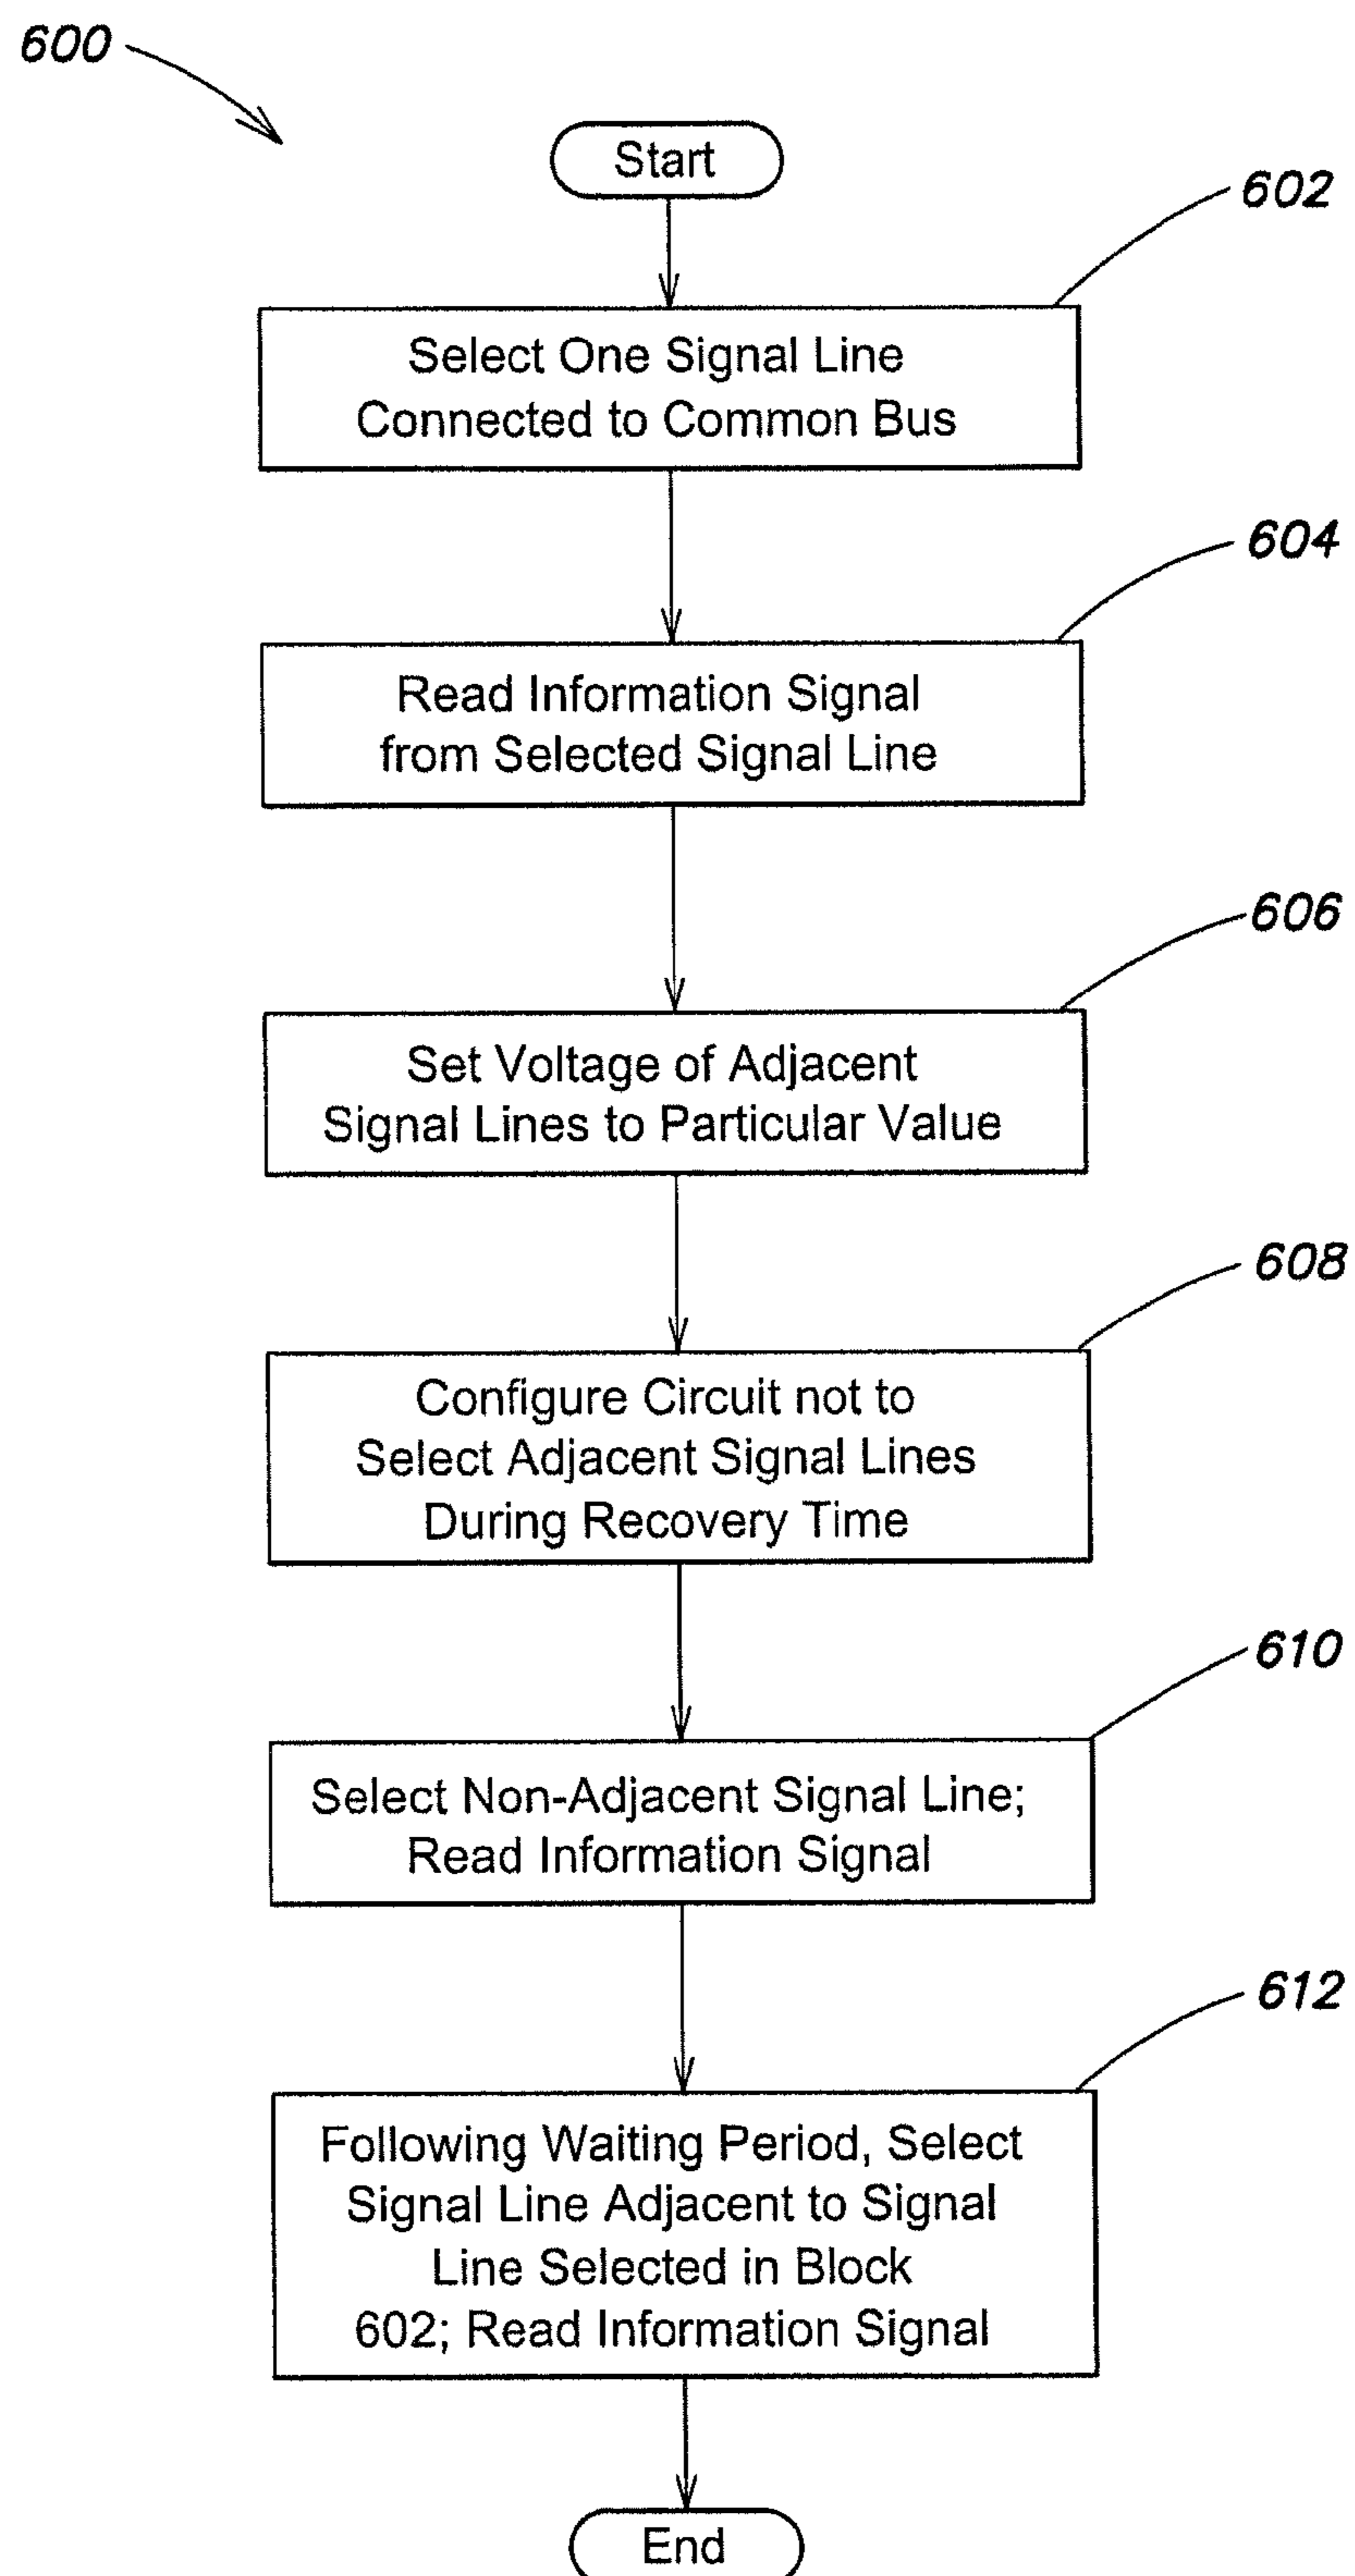 600
Start
602
Select One Signal Line
Connected to Common Bus
604
Read Information Signal
from Selected Signal Line
606
Set Voltage of Adjacent
Signal Lines to Particular Value
608
Configure Circuit not to
Select Adjacent Signal Lines
During Recovery Time
610
Select Non-Adjacent Signal Line;
Read Information Signal
612
Following Waiting Period, Select
Signal Line Adjacent to Signal
Line Selected in Block
602; Read Information Signal
End